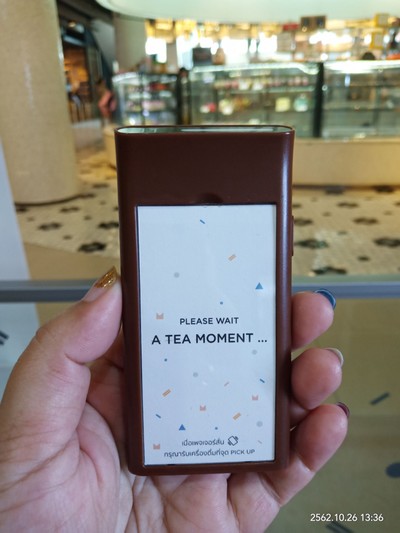 PLEASE WAIT
A TEA MOMENT ...
เมื่อเพจเจอร์สั่น
กรุณารับเครื่องดื่มที่จุด PICK UP
2562.10.26 13:36